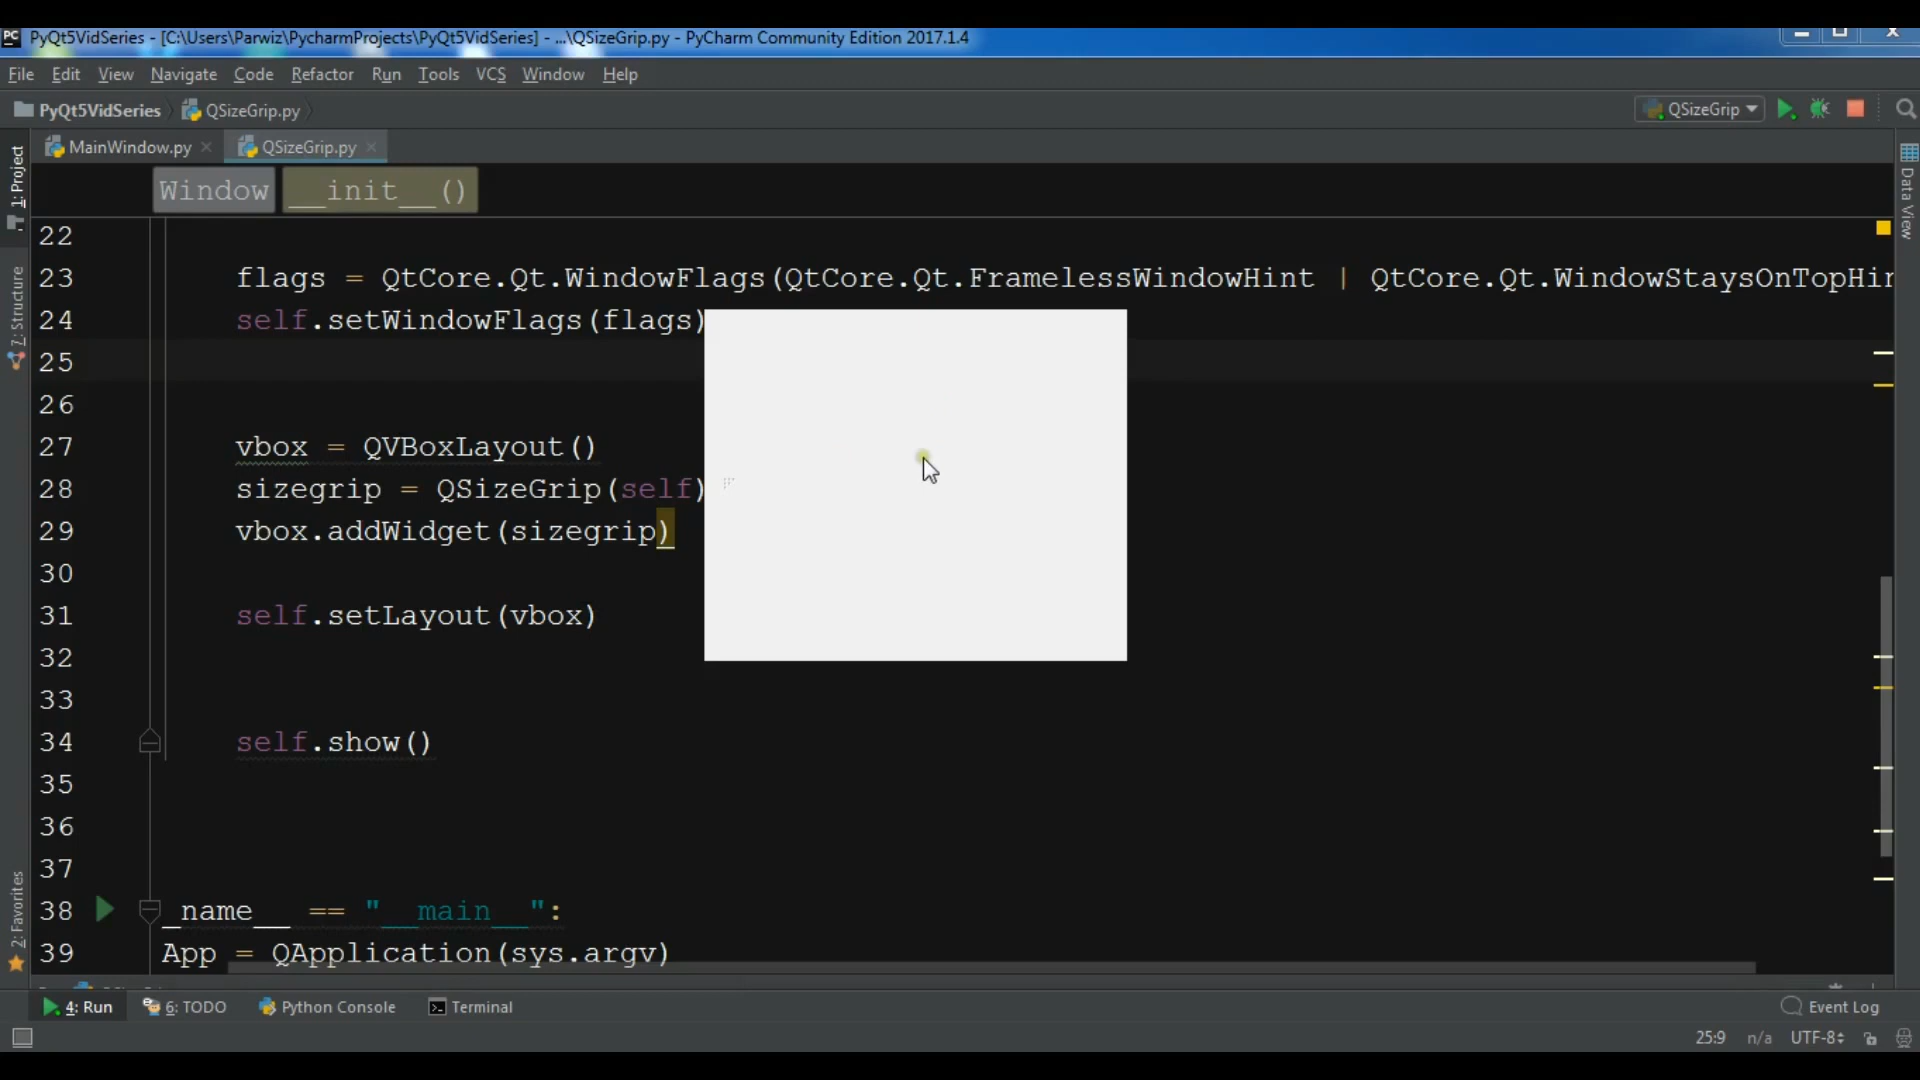 PyQt5VidSeries - [C:\Users\Parwiz\PycharmProjects\PyQt5VidSeries] - ...\QSizeGrip.py - PyCharm Community Edition 2017.1.4
File Edit View Navigate Code Refactor Run Tools VCS Window Help
PyQt5VidSeries QSizeGrip.py QSizeGrip
MainWindow.py QSizeGrip.py
1: Project
7: Structure
2: Favorites
Data View
Window __init__()
22
23 flags = QtCore.Qt.WindowFlags(QtCore.Qt.FramelessWindowHint | QtCore.Qt.WindowStaysOnTopHin
24 self.setWindowFlags(flags)
25
26
27 vbox = QVBoxLayout()
28 sizegrip = QSizeGrip(self)
29 vbox.addWidget(sizegrip)
30
31 self.setLayout(vbox)
32
33
34 self.show()
35
36
37
38 _name__ == "__main__":
39 App = QApplication(sys.argv)
4: Run 6: TODO Python Console Terminal Event Log
25:9 n/a UTF-8